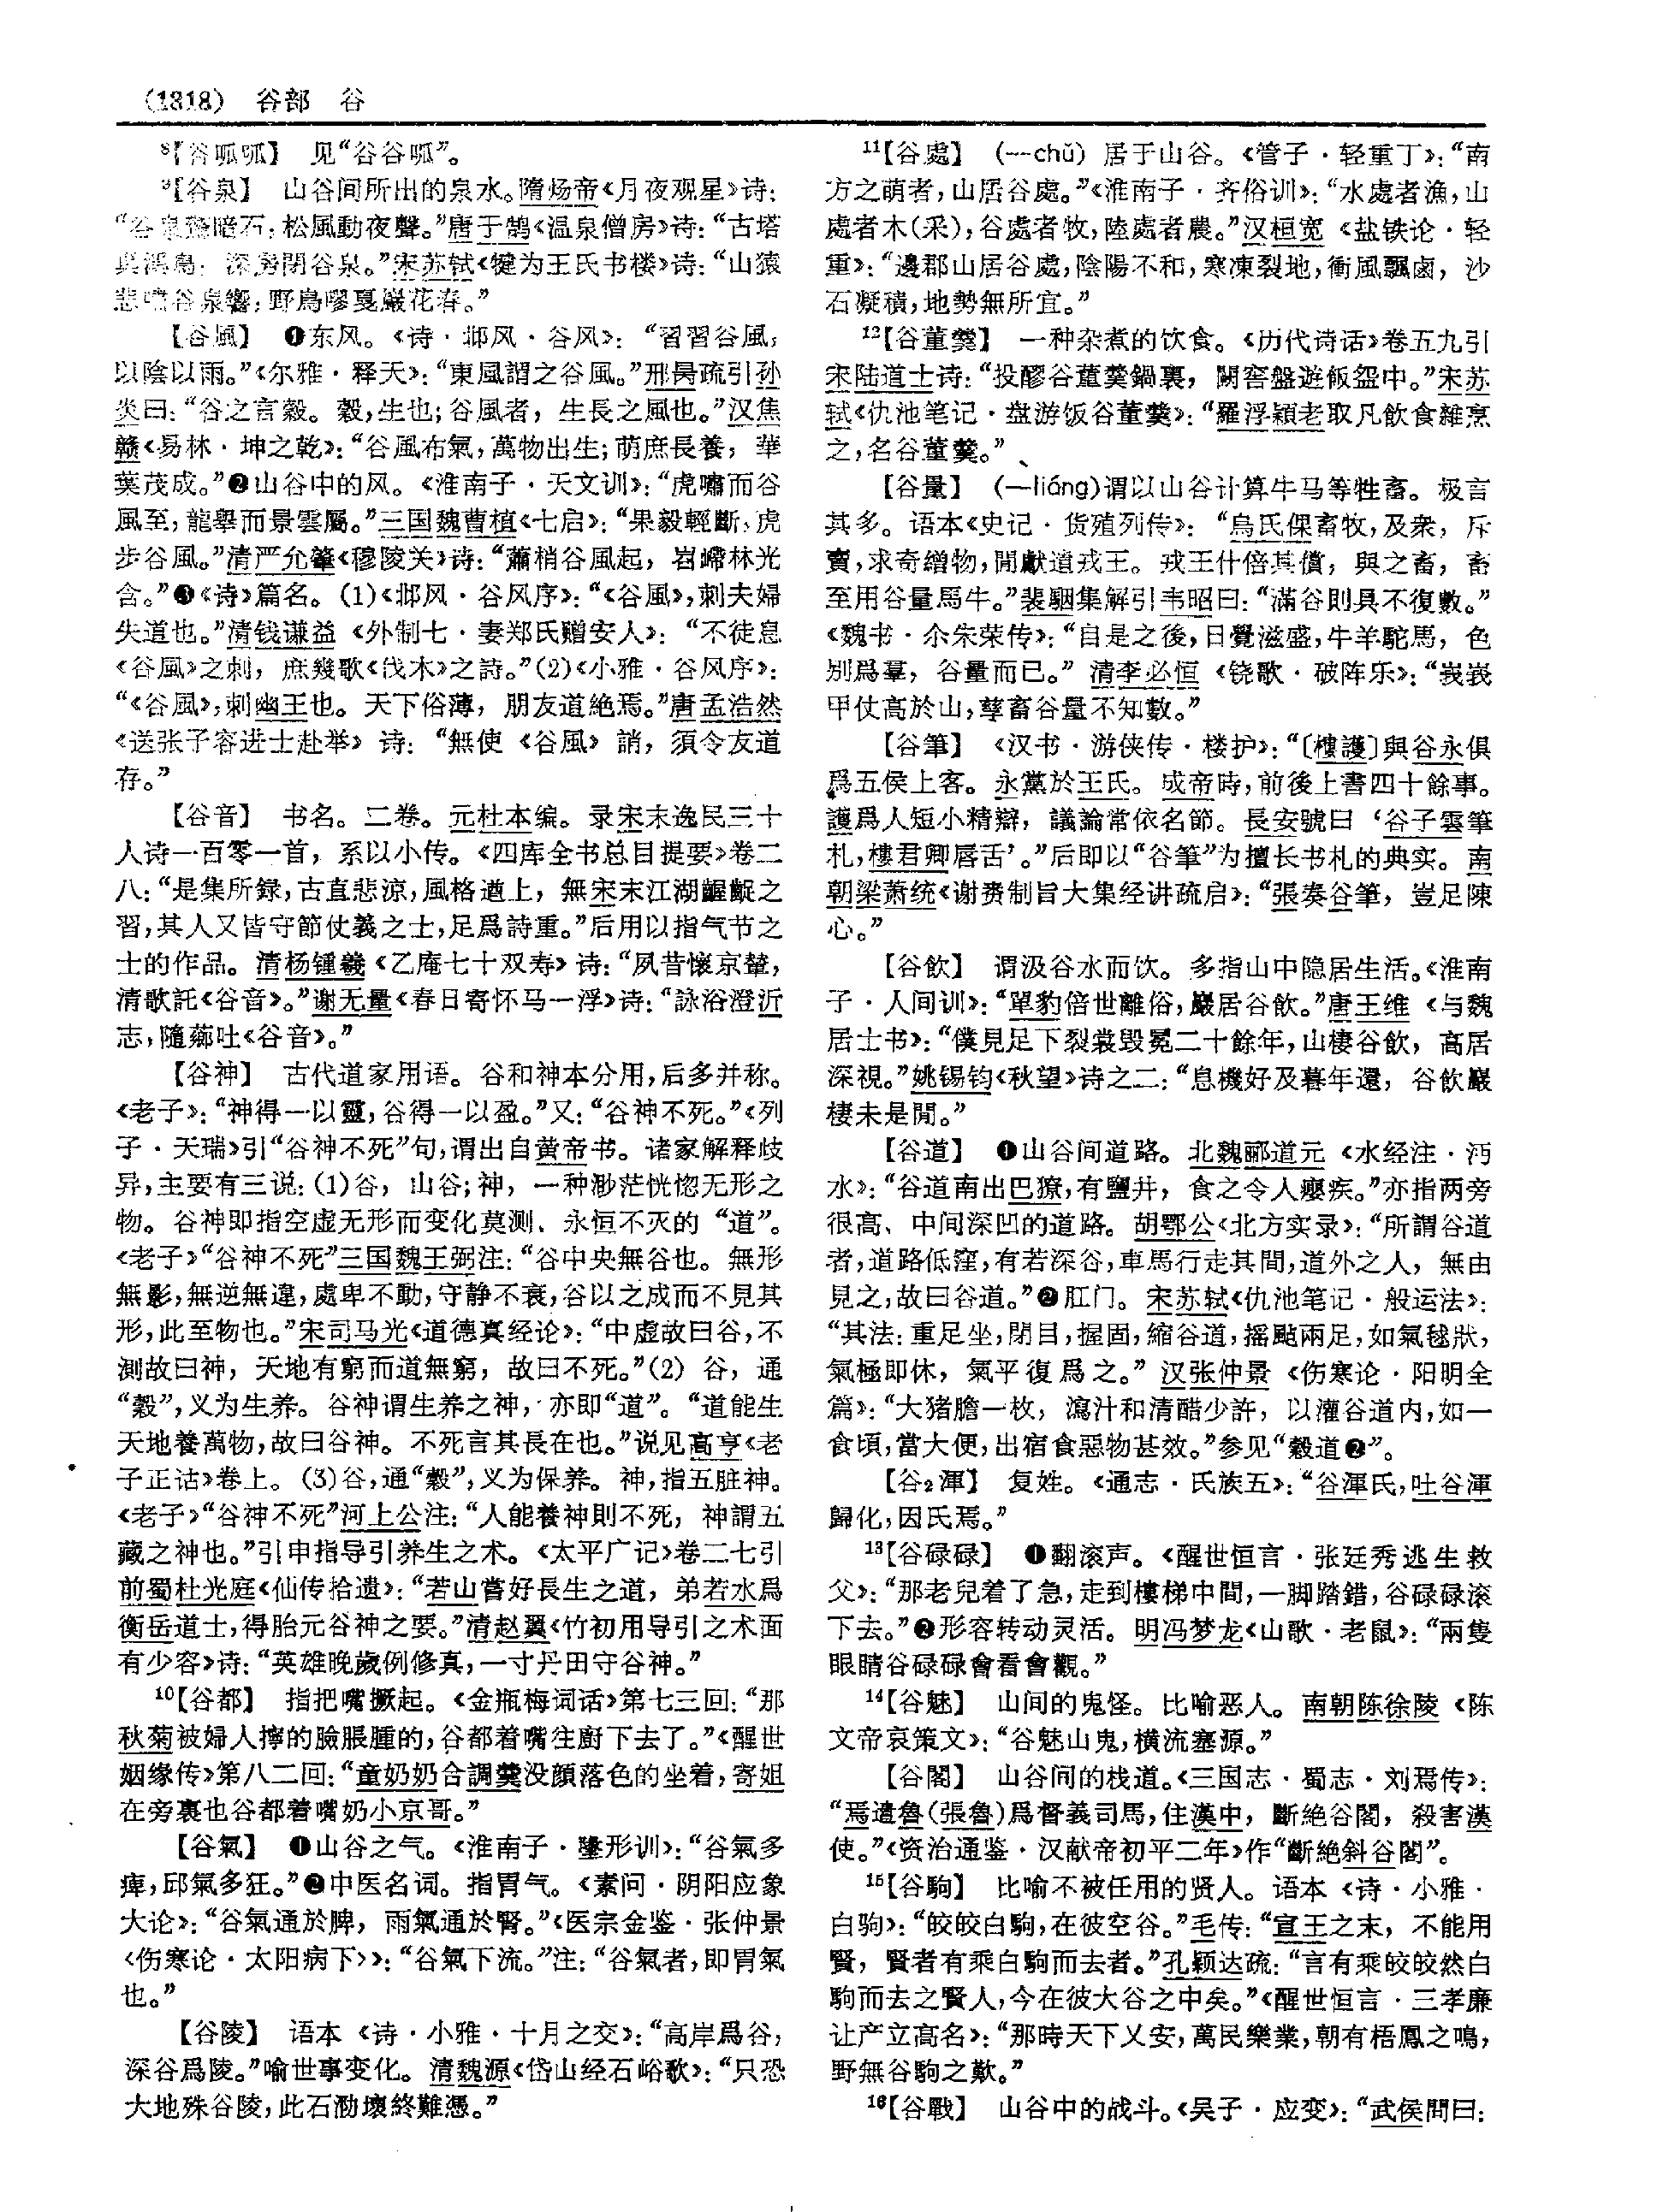 (1318) 谷部 谷
⁸【谷呱呱】 见“谷谷呱”。
⁹【谷泉】 山谷间所出的泉水。隋炀帝《月夜观星》诗：
“谷泉驚暗石，松風動夜聲。”唐于鹄《温泉僧房》诗：“古塔
巢溪鳥，深房閉谷泉。”宋苏轼《犍为王氏书楼》诗：“山猿
悲嘯谷泉響，野鳥嘐戛巖花春。”
【谷風】 ❶东风。《诗·邶风·谷风》：“習習谷風，
以陰以雨。”《尔雅·释天》：“東風謂之谷風。”邢昺疏引孙
炎曰：“谷之言穀。穀，生也；谷風者，生長之風也。”汉焦
赣《易林·坤之乾》：“谷風布氣，萬物出生；萌庶長養，華
葉茂成。”❷山谷中的风。《淮南子·天文训》：“虎嘯而谷
風至，龍舉而景雲屬。”三国魏曹植《七启》：“果毅輕斷，虎
步谷風。”清严允肇《穆陵关》诗：“蕭梢谷風起，岧嵽林光
含。”❸《诗》篇名。(1)《邶风·谷风序》：“《谷風》，刺夫婦
失道也。”清钱谦益《外制七·妻郑氏赠安人》：“不徒息
《谷風》之刺，庶幾歌《伐木》之詩。”(2)《小雅·谷风序》：
“《谷風》，刺幽王也。天下俗薄，朋友道絶焉。”唐孟浩然
《送张子容进士赴举》诗：“無使《谷風》誚，須令友道
存。”
【谷音】 书名。二卷。元杜本编。录宋末逸民三十
人诗一百零一首，系以小传。《四库全书总目提要》卷二
八：“是集所録，古直悲涼，風格遒上，無宋末江湖齷齪之
習，其人又皆守節仗義之士，足爲詩重。”后用以指气节之
士的作品。清杨锺羲《乙庵七十双寿》诗：“夙昔懷京輦，
清歌託《谷音》。”谢无量《春日寄怀马一浮》诗：“詠浴澄沂
志，隨薌吐《谷音》。”
【谷神】 古代道家用语。谷和神本分用，后多并称。
《老子》：“神得一以靈，谷得一以盈。”又：“谷神不死。”《列
子·天瑞》引“谷神不死”句，谓出自黄帝书。诸家解释歧
异，主要有三说：(1)谷，山谷；神，一种渺茫恍惚无形之
物。谷神即指空虚无形而变化莫测、永恒不灭的“道”。
《老子》“谷神不死”三国魏王弼注：“谷中央無谷也。無形
無影，無逆無違，處卑不動，守静不衰，谷以之成而不見其
形，此至物也。”宋司马光《道德真经论》：“中虚故曰谷，不
測故曰神，天地有窮而道無窮，故曰不死。”(2) 谷，通
“穀”，义为生养。谷神谓生养之神，亦即“道”。“道能生
天地養萬物，故曰谷神。不死言其長在也。”说见高亨《老
子正诂》卷上。(3)谷，通“穀”，义为保养。神，指五脏神。
《老子》“谷神不死”河上公注：“人能養神則不死，神謂五
藏之神也。”引申指导引养生之术。《太平广记》卷二七引
前蜀杜光庭《仙传拾遗》：“若山嘗好長生之道，弟若水爲
衡岳道士，得胎元谷神之要。”清赵翼《竹初用导引之术面
有少容》诗：“英雄晚歲例修真，一寸丹田守谷神。”
¹⁰【谷都】 指把嘴撅起。《金瓶梅词话》第七三回：“那
秋菊被婦人擰的臉脹腫的，谷都着嘴往廚下去了。”《醒世
姻缘传》第八二回：“童奶奶合調羹没顏落色的坐着，寄姐
在旁裏也谷都着嘴奶小京哥。”
【谷氣】 ❶山谷之气。《淮南子·墬形训》：“谷氣多
痺，邱氣多狂。”❷中医名词。指胃气。《素问·阴阳应象
大论》：“谷氣通於脾，雨氣通於腎。”《医宗金鉴·张仲景
〈伤寒论·太阳病下〉》：“谷氣下流。”注：“谷氣者，即胃氣
也。”
【谷陵】 语本《诗·小雅·十月之交》：“高岸爲谷，
深谷爲陵。”喻世事变化。清魏源《岱山经石峪歌》：“只恐
大地殊谷陵，此石泐壞終難憑。”
¹¹【谷處】 (—chǔ) 居于山谷。《管子·轻重丁》：“南
方之萌者，山居谷處。”《淮南子·齐俗训》：“水處者漁，山
處者木(采)，谷處者牧，陸處者農。”汉桓宽《盐铁论·轻
重》：“邊郡山居谷處，陰陽不和，寒凍裂地，衝風飄鹵，沙
石凝積，地勢無所宜。”
¹²【谷董羹】 一种杂煮的饮食。《历代诗话》卷五九引
宋陆道士诗：“投醪谷董羹鍋裏，闕窖盤遊飯盌中。”宋苏
轼《仇池笔记·盘游饭谷董羹》：“羅浮穎老取凡飲食雜烹
之，名谷董羹。”
【谷量】 (—liáng)谓以山谷计算牛马等牲畜。极言
其多。语本《史记·货殖列传》：“烏氏倮畜牧，及衆，斥
賣，求奇繒物，間獻遺戎王。戎王什倍其償，與之畜，畜
至用谷量馬牛。”裴駰集解引韦昭曰：“滿谷則具不復數。”
《魏书·尒朱荣传》：“自是之後，日覺滋盛，牛羊駝馬，色
别爲羣，谷量而已。”清李必恒《铙歌·破阵乐》：“峩峩
甲仗高於山，孳畜谷量不知數。”
【谷筆】 《汉书·游侠传·楼护》：“〔樓護〕與谷永俱
爲五侯上客。永黨於王氏。成帝時，前後上書四十餘事。
護爲人短小精辯，議論常依名節。長安號曰‘谷子雲筆
札，樓君卿唇舌’。”后即以“谷筆”为擅长书札的典实。南
朝梁萧统《谢赉制旨大集经讲疏启》：“張奏谷筆，豈足陳
心。”
【谷飲】 谓汲谷水而饮。多指山中隐居生活。《淮南
子·人间训》：“單豹倍世離俗，巖居谷飲。”唐王维《与魏
居士书》：“僕見足下裂裳毁冕二十餘年，山棲谷飲，高居
深視。”姚锡钧《秋望》诗之二：“息機好及暮年還，谷飲巖
棲未是閒。”
【谷道】 ❶山谷间道路。北魏郦道元《水经注·沔
水》：“谷道南出巴獠，有鹽井，食之令人癭疾。”亦指两旁
很高、中间深凹的道路。胡鄂公《北方实录》：“所謂谷道
者，道路低窪，有若深谷，車馬行走其間，道外之人，無由
見之，故曰谷道。”❷肛门。宋苏轼《仇池笔记·般运法》：
“其法：重足坐，閉目，握固，縮谷道，摇颭兩足，如氣毬狀，
氣極即休，氣平復爲之。”汉张仲景《伤寒论·阳明全
篇》：“大猪膽一枚，瀉汁和清醋少許，以灌谷道内，如一
食頃，當大便，出宿食惡物甚效。”参见“穀道❷”。
【谷₂渾】 复姓。《通志·氏族五》：“谷渾氏，吐谷渾
歸化，因氏焉。”
¹³【谷碌碌】 ❶翻滚声。《醒世恒言·张廷秀逃生救
父》：“那老兒着了急，走到樓梯中間，一脚踏錯，谷碌碌滚
下去。”❷形容转动灵活。明冯梦龙《山歌·老鼠》：“兩隻
眼睛谷碌碌會看會觀。”
¹⁴【谷魅】 山间的鬼怪。比喻恶人。南朝陈徐陵《陈
文帝哀策文》：“谷魅山鬼，横流塞源。”
【谷閣】 山谷间的栈道。《三国志·蜀志·刘焉传》：
“焉遣魯(張魯)爲督義司馬，住漢中，斷絶谷閣，殺害漢
使。”《资治通鉴·汉献帝初平二年》作“斷絶斜谷閣”。
¹⁵【谷駒】 比喻不被任用的贤人。语本《诗·小雅·
白驹》：“皎皎白駒，在彼空谷。”毛传：“宣王之末，不能用
賢，賢者有乘白駒而去者。”孔颖达疏：“言有乘皎皎然白
駒而去之賢人，今在彼大谷之中矣。”《醒世恒言·三孝廉
让产立高名》：“那時天下乂安，萬民樂業，朝有梧鳳之鳴，
野無谷駒之歎。”
¹⁶【谷戰】 山谷中的战斗。《吴子·应变》：“武侯問曰：